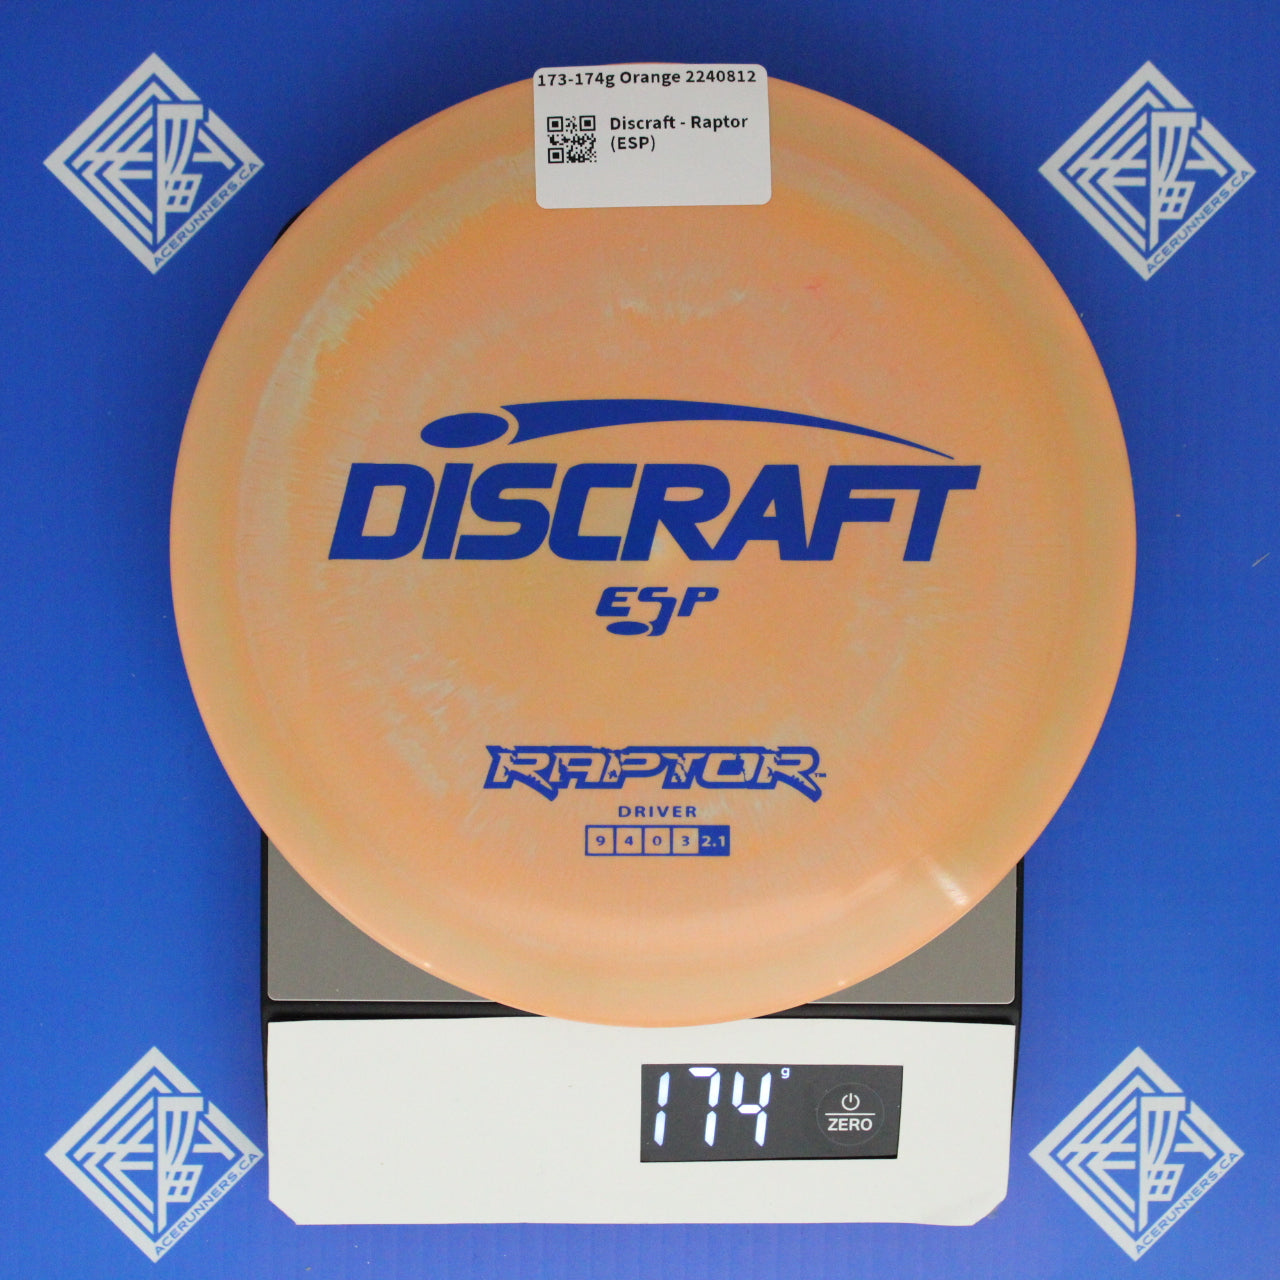 173-174g Orange 2240812
Discraft - Raptor
(ESP)
ACERUNNERS.CA
ACERUNNERS.CA
DISCRAFT
ESP
RAPTOR™
DRIVER
9 4 0 3 2.1
174 g
ZERO
ACERUNNERS.CA
ACERUNNERS.CA